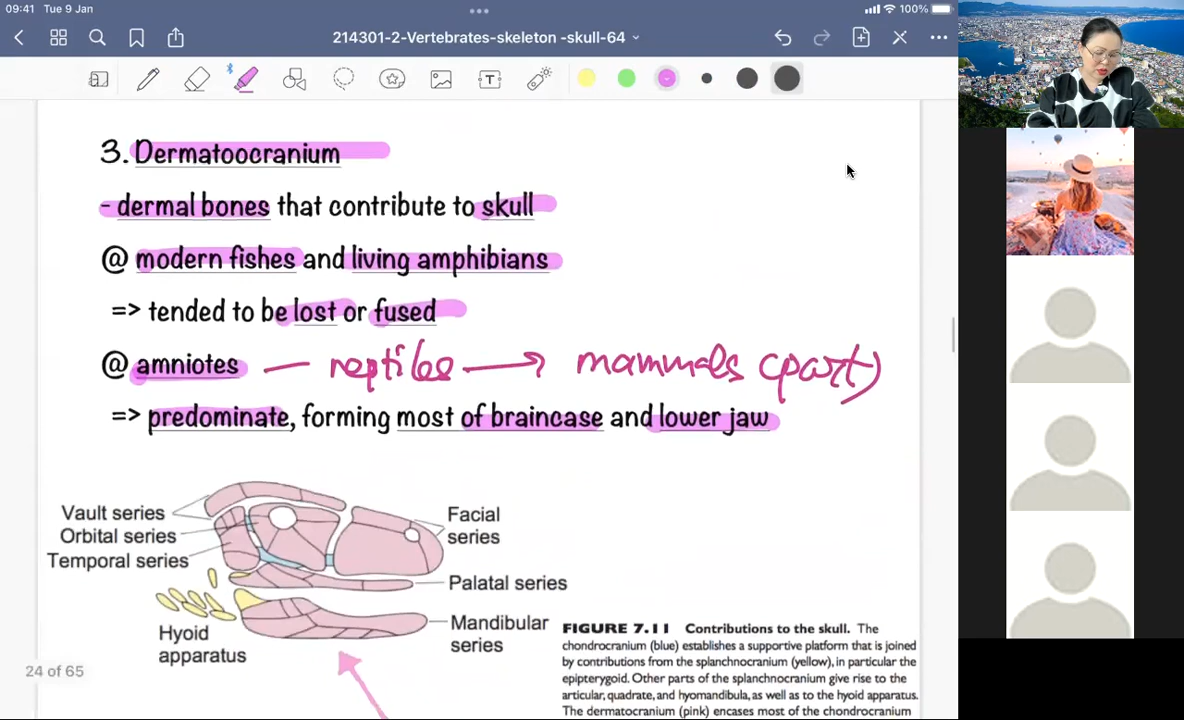 09:41 Tue 9 Jan
100%
214301-2-Vertebrates-skeleton -skull-64
3. Dermatoocranium
- dermal bones that contribute to skull
@ modern fishes and living amphibians
=> tended to be lost or fused
@ amniotes — reptiles → mammals (part)
=> predominate, forming most of braincase and lower jaw
Vault series
Orbital series
Temporal series
Hyoid
apparatus
Facial
series
Palatal series
Mandibular
series
24 of 65
FIGURE 7.11 Contributions to the skull. The
chondrocranium (blue) establishes a supportive platform that is joined
by contributions from the splanchnocranium (yellow), in particular the
epipterygoid. Other parts of the splanchnocranium give rise to the
articular, quadrate, and hyomandibula, as well as to the hyoid apparatus.
The dermatocranium (pink) encases most of the chondrocranium